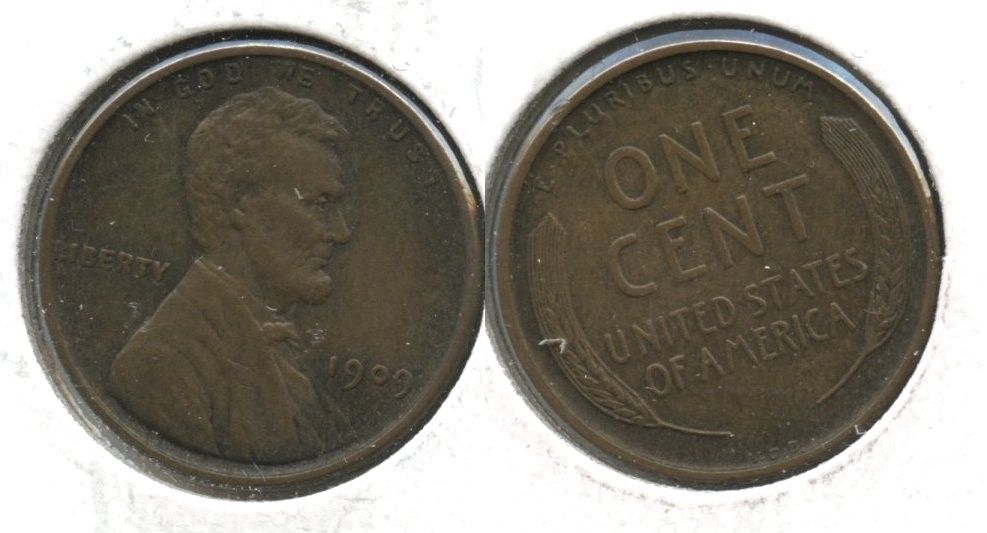 IN GOD WE TRUST
LIBERTY
1909
E·PLURIBUS·UNUM
ONE
CENT
UNITED STATES
OF AMERICA